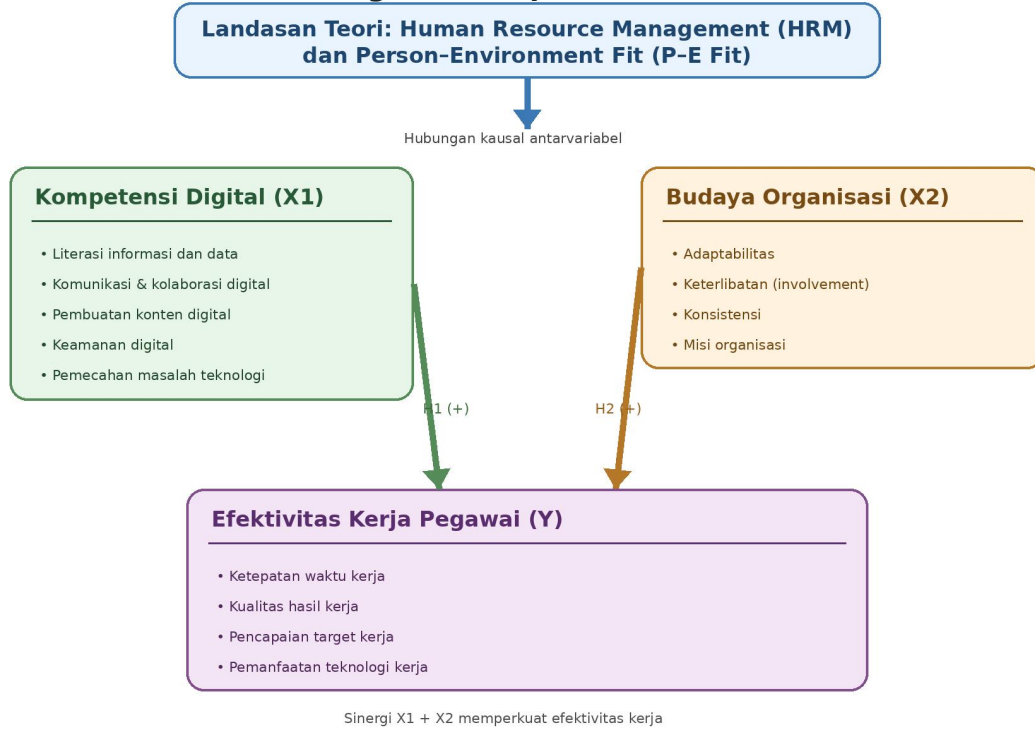 Landasan Teori: Human Resource Management (HRM)
dan Person–Environment Fit (P–E Fit)
Hubungan kausal antarvariabel
Kompetensi Digital (X1)
• Literasi informasi dan data
• Komunikasi & kolaborasi digital
• Pembuatan konten digital
• Keamanan digital
• Pemecahan masalah teknologi
Budaya Organisasi (X2)
• Adaptabilitas
• Keterlibatan (involvement)
• Konsistensi
• Misi organisasi
H1 (+)
H2 (+)
Efektivitas Kerja Pegawai (Y)
• Ketepatan waktu kerja
• Kualitas hasil kerja
• Pencapaian target kerja
• Pemanfaatan teknologi kerja
Sinergi X1 + X2 memperkuat efektivitas kerja